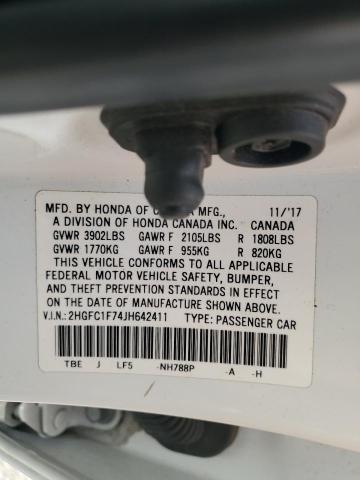 MFD. BY HONDA OF MFG., 11/'17
A DIVISION OF HONDA CANADA INC. CANADA
GVWR 3902LBS GAWR F 2105LBS R 1808LBS
GVWR 1770KG GAWR F 955KG R 820KG
THIS VEHICLE CONFORMS TO ALL APPLICABLE
FEDERAL MOTOR VEHICLE SAFETY, BUMPER,
AND THEFT PREVENTION STANDARDS IN EFFECT
ON THE DATE OF MANUFACTURE SHOWN ABOVE.
V.I.N.: 2HGFC1F74JH642411 TYPE: PASSENGER CAR
TBE J LF5 -NH788P -A -H